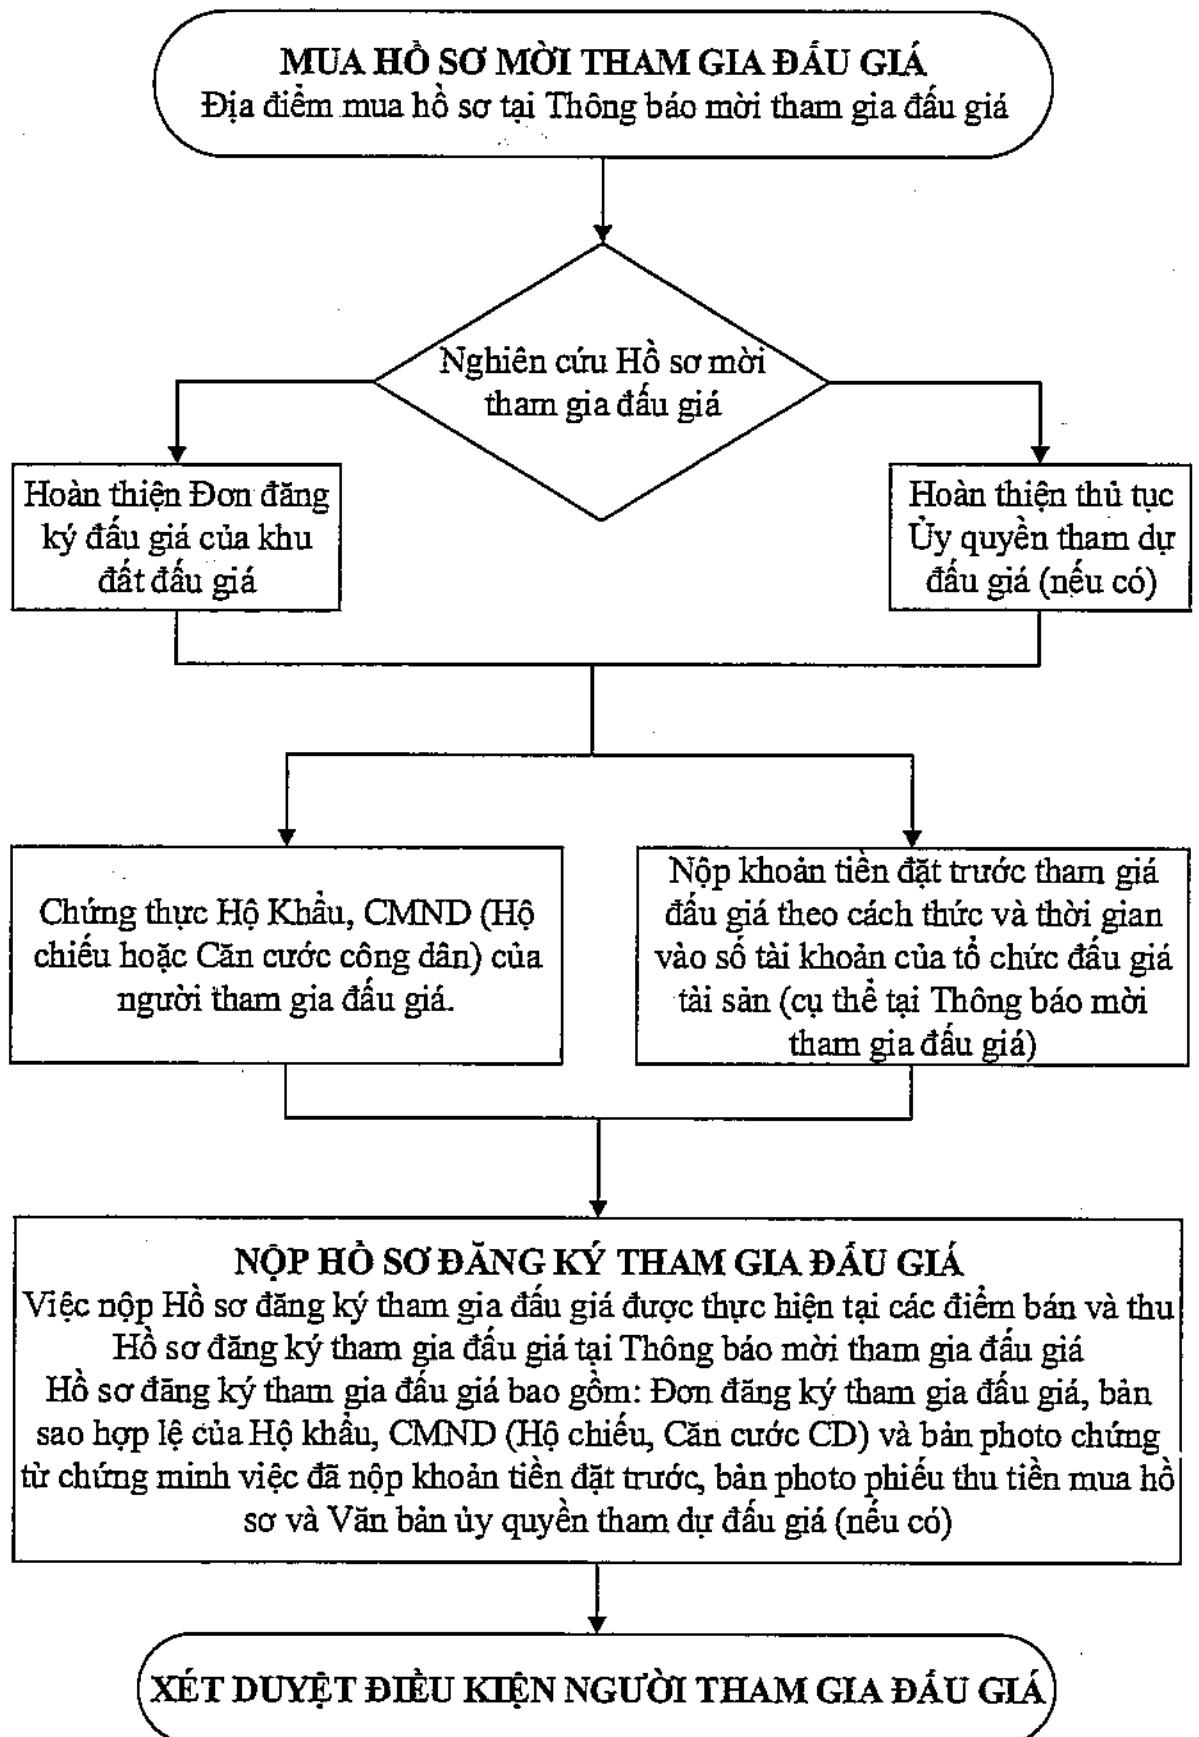 MUA HỒ SƠ MỜI THAM GIA ĐẤU GIÁ
Địa điểm mua hồ sơ tại Thông báo mời tham gia đấu giá
Nghiên cứu Hồ sơ mời
tham gia đấu giá
Hoàn thiện Đơn đăng
ký đấu giá của khu
đất đấu giá
Hoàn thiện thủ tục
Ủy quyền tham dự
đấu giá (nếu có)
Chứng thực Hộ Khẩu, CMND (Hộ
chiếu hoặc Căn cước công dân) của
người tham gia đấu giá.
Nộp khoản tiền đặt trước tham giá
đấu giá theo cách thức và thời gian
vào số tài khoản của tổ chức đấu giá
tài sản (cụ thể tại Thông báo mời
tham gia đấu giá)
NỘP HỒ SƠ ĐĂNG KÝ THAM GIA ĐẤU GIÁ
Việc nộp Hồ sơ đăng ký tham gia đấu giá được thực hiện tại các điểm bán và thu
Hồ sơ đăng ký tham gia đấu giá tại Thông báo mời tham gia đấu giá
Hồ sơ đăng ký tham gia đấu giá bao gồm: Đơn đăng ký tham gia đấu giá, bản
sao hợp lệ của Hộ khẩu, CMND (Hộ chiếu, Căn cước CD) và bản photo chứng
từ chứng minh việc đã nộp khoản tiền đặt trước, bản photo phiếu thu tiền mua hồ
sơ và Văn bản ủy quyền tham dự đấu giá (nếu có)
XÉT DUYỆT ĐIỀU KIỆN NGƯỜI THAM GIA ĐẤU GIÁ